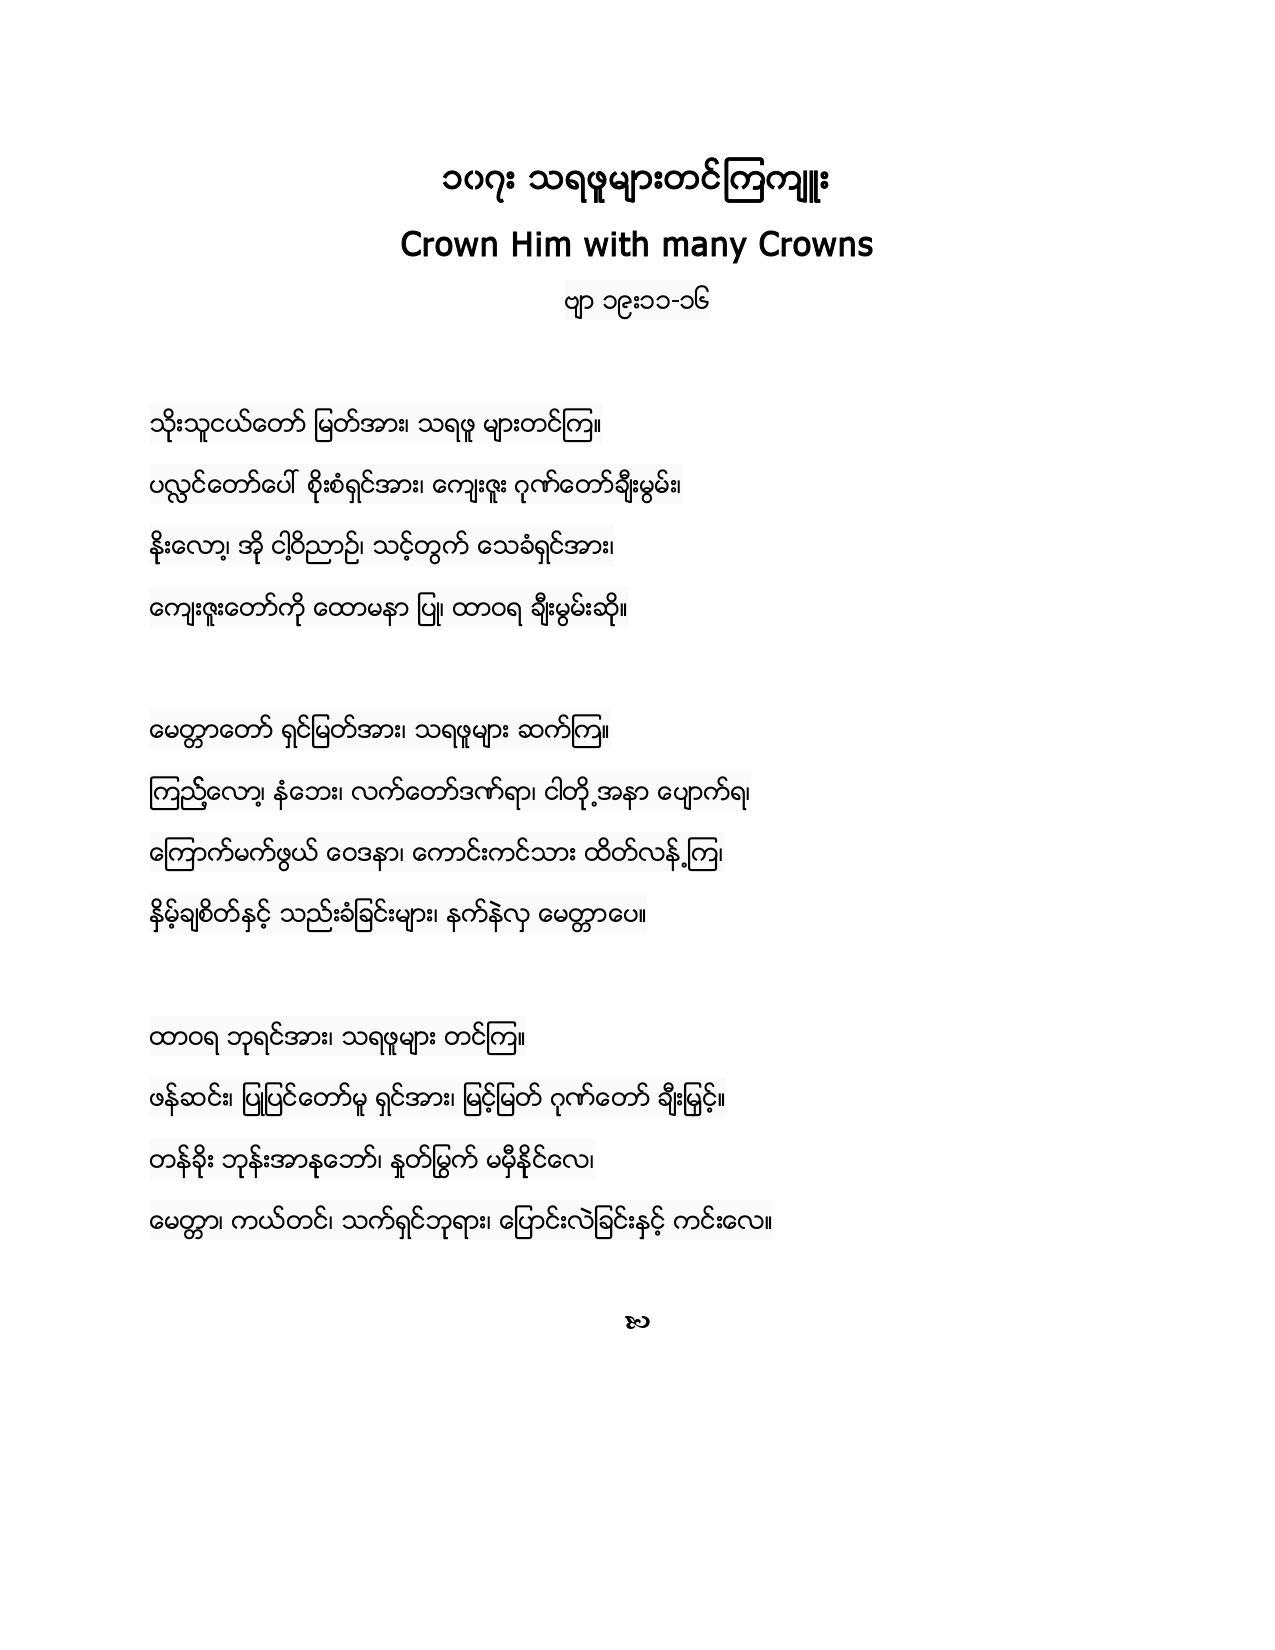 ၁၀၇း သရဖူများတင်ကြကျူး
Crown Him with many Crowns
ဗျာ ၁၉း၁၁-၁၆
သိုးသူငယ်တော် မြတ်အား၊ သရဖူ များတင်ကြ။
ပလ္လင်တော်ပေါ် စိုးစံရှင်အား၊ ကျေးဇူး ဂုဏ်တော်ချီးမွမ်း၊
နိုးလော့၊ အို ငါ့ဝိညာဉ်၊ သင့်တွက် သေခံရှင်အား၊
ကျေးဇူးတော်ကို ထောမနာ ပြု၊ ထာဝရ ချီးမွမ်းဆို။
မေတ္တာတော် ရှင်မြတ်အား၊ သရဖူများ ဆက်ကြ။
ကြည့်လော့၊ နံဘေး၊ လက်တော်ဒဏ်ရာ၊ ငါတို့အနာ ပျောက်ရ၊
ကြောက်မက်ဖွယ် ဝေဒနာ၊ ကောင်းကင်သား ထိတ်လန့်ကြ၊
နှိမ့်ချစိတ်နှင့် သည်းခံခြင်းများ၊ နက်နဲလှ မေတ္တာပေ။
ထာဝရ ဘုရင်အား၊ သရဖူများ တင်ကြ။
ဖန်ဆင်း၊ ပြုပြင်တော်မူ ရှင်အား၊ မြင့်မြတ် ဂုဏ်တော် ချီးမြှင့်။
တန်ခိုး ဘုန်းအာနုဘော်၊ နှုတ်မြွက် မမှီနိုင်လေ၊
မေတ္တာ၊ ကယ်တင်၊ သက်ရှင်ဘုရား၊ ပြောင်းလဲခြင်းနှင့် ကင်းလေ။